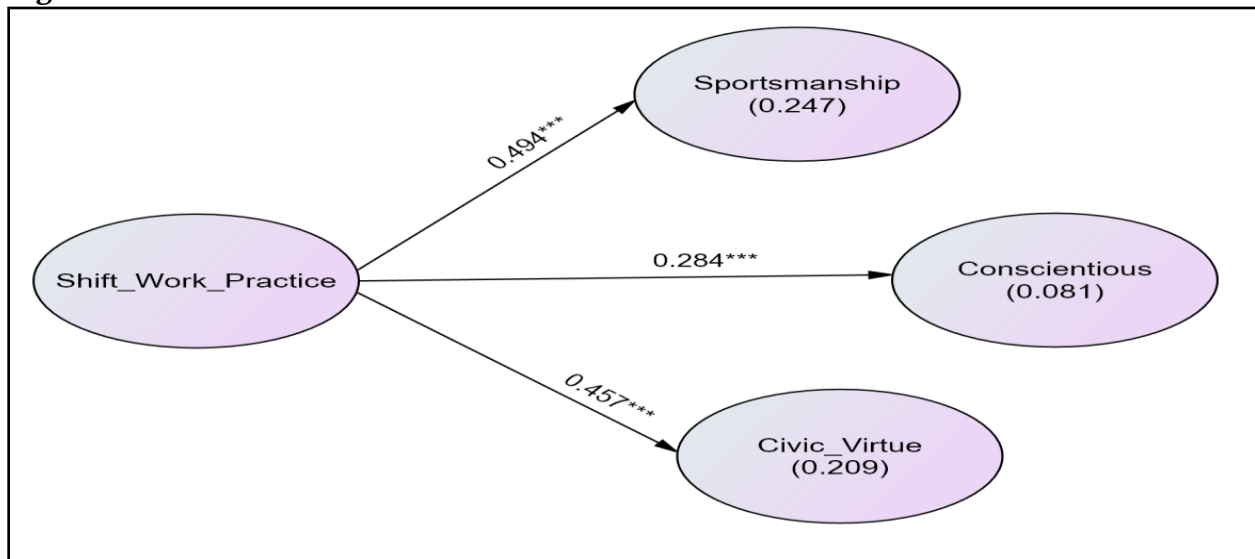 Sportsmanship
(0.247)
0.494***
Shift_Work_Practice
0.284***
Conscientious
(0.081)
0.457***
Civic_Virtue
(0.209)